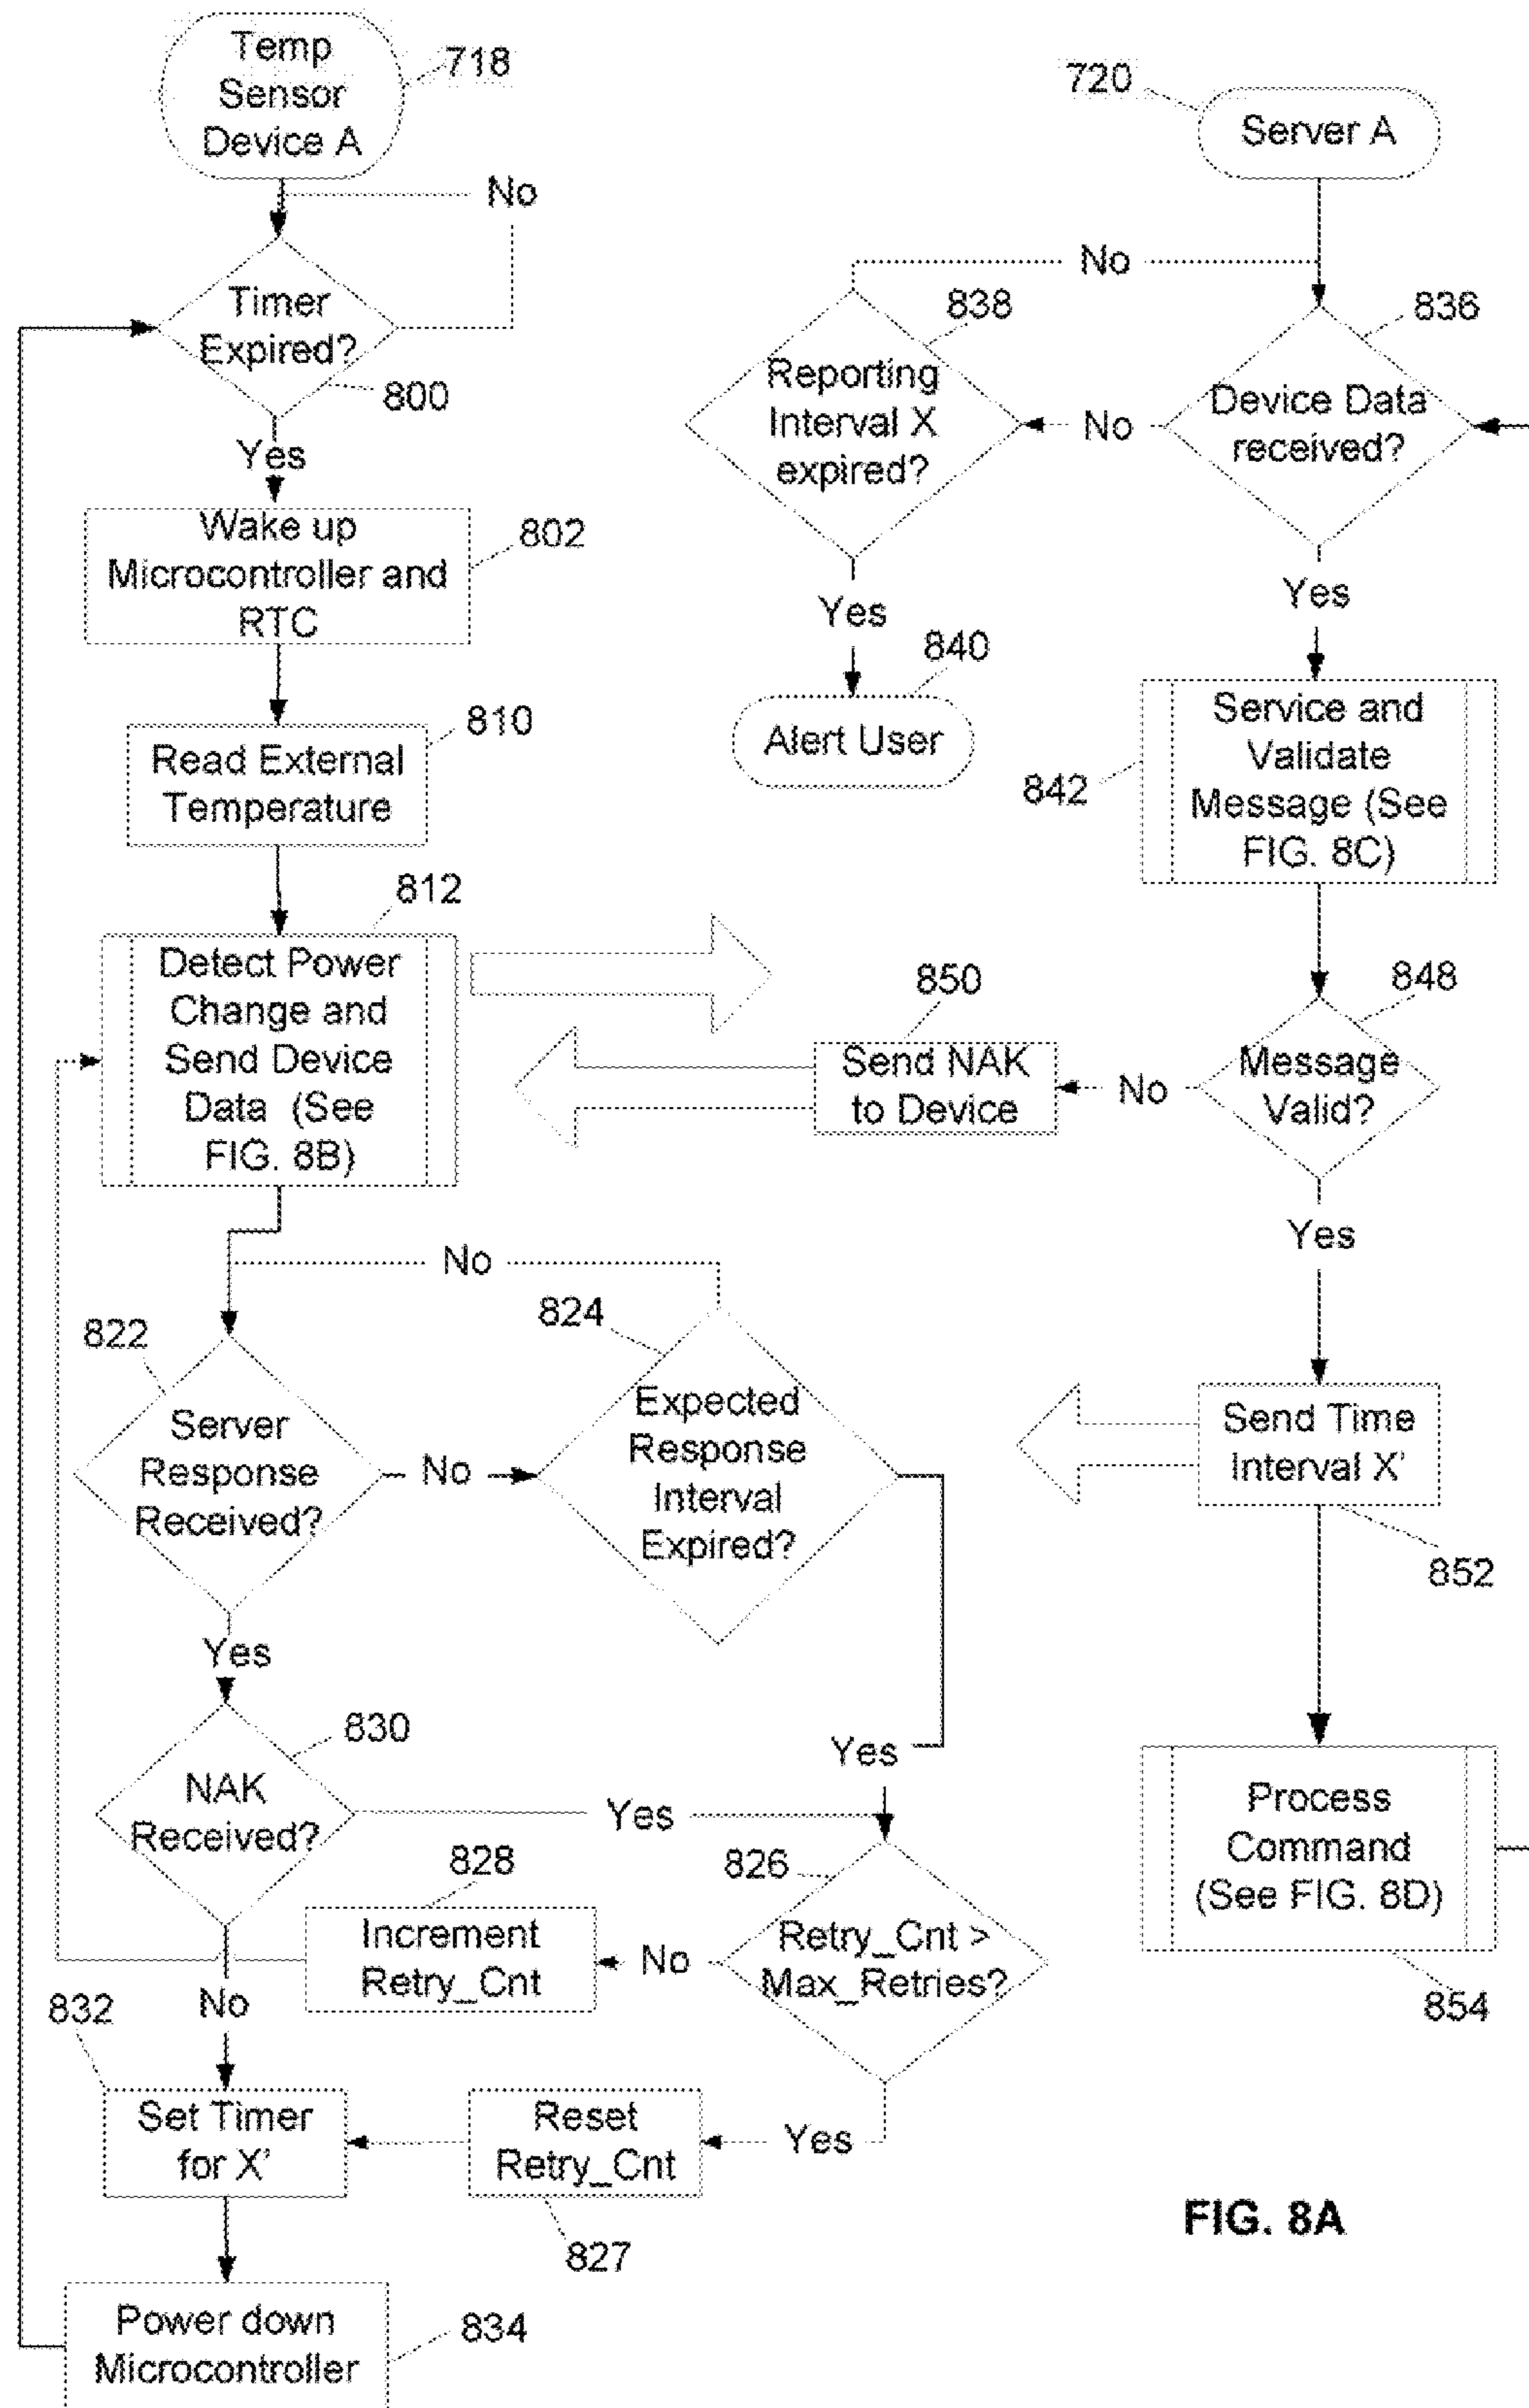 Temp
Sensor
Device A
718
No
Timer
Expired?
800
Yes
Wake up
Microcontroller and
RTC
802
Read External
Temperature
810
812
Detect Power
Change and
Send Device
Data (See
FIG. 8B)
No
822
Server
Response
Received?
No
824
Expected
Response
Interval
Expired?
Yes
Yes
830
NAK
Received?
Yes
828
Increment
Retry_Cnt
No
826
Retry_Cnt >
Max_Retries?
No
832
Set Timer
for X'
Reset
Retry_Cnt
Yes
827
Power down
Microcontroller
834
720
Server A
No
838
Reporting
Interval X
expired?
No
836
Device Data
received?
Yes
840
Alert User
Yes
842
Service and
Validate
Message (See
FIG. 8C)
850
Send NAK
to Device
No
848
Message
Valid?
Yes
Send Time
Interval X'
852
Process
Command
(See FIG. 8D)
854
FIG. 8A